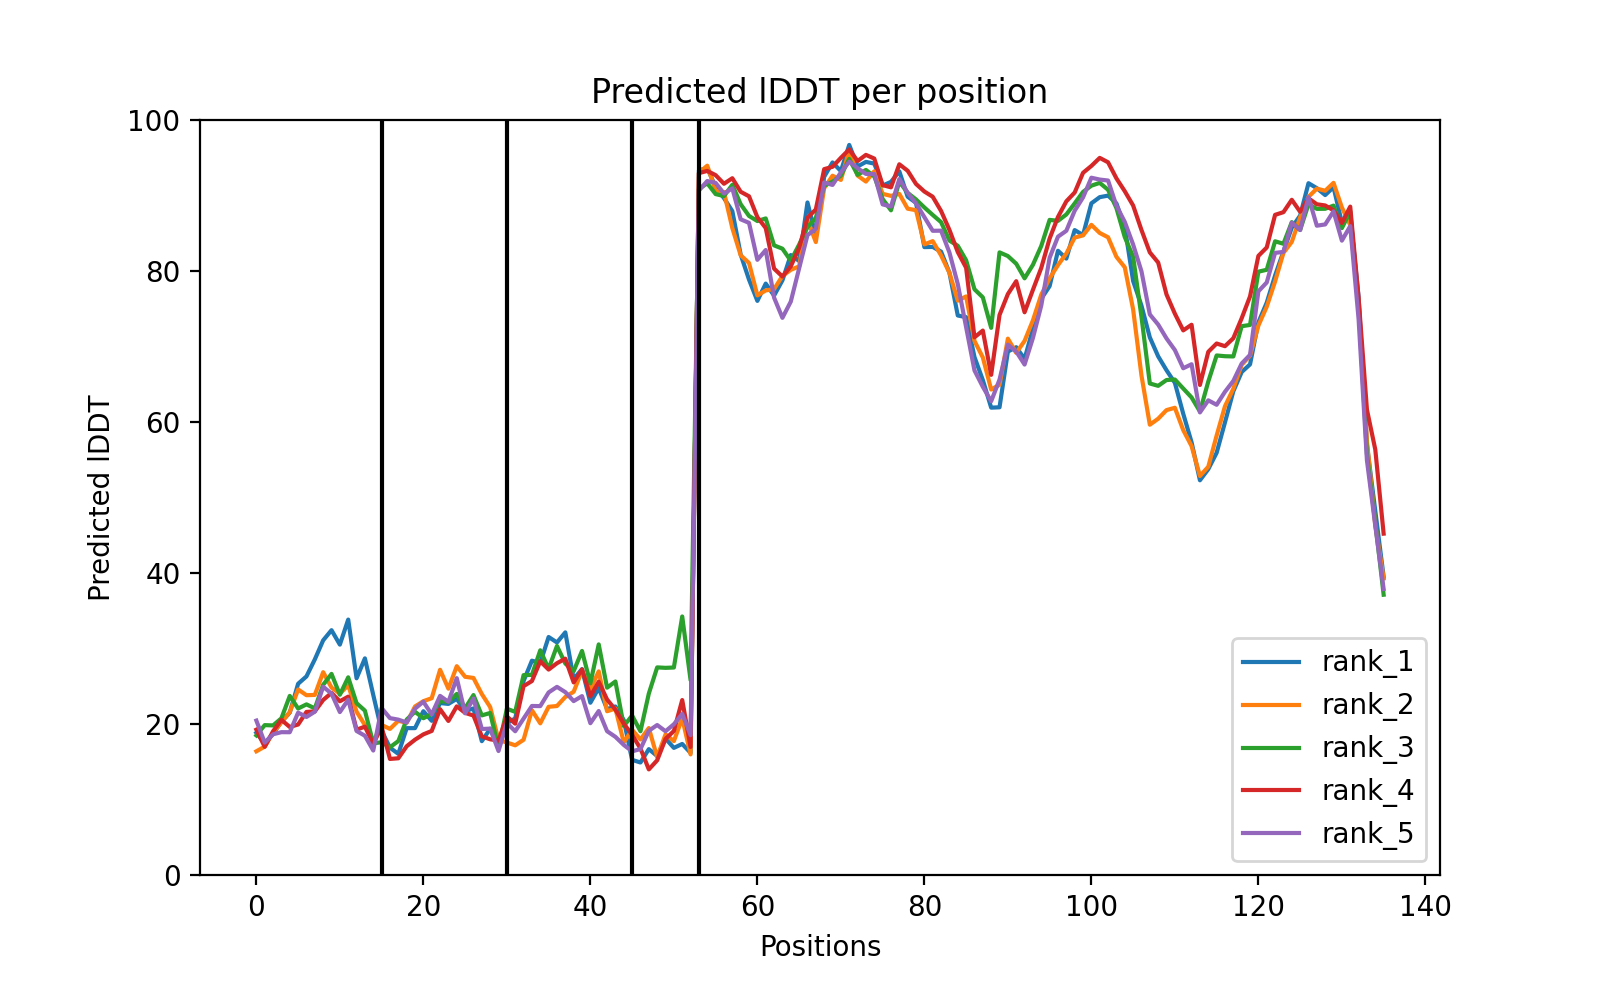 Predicted lDDT per position
Predicted lDDT
100
80
60
40
20
0
0 20 40 60 80 100 120 140
Positions
rank_1
rank_2
rank_3
rank_4
rank_5